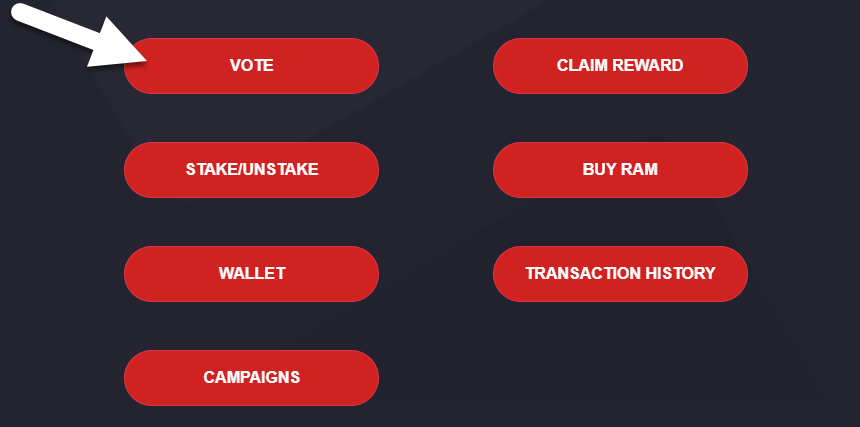 VOTE
CLAIM REWARD
STAKE/UNSTAKE
BUY RAM
WALLET
TRANSACTION HISTORY
CAMPAIGNS